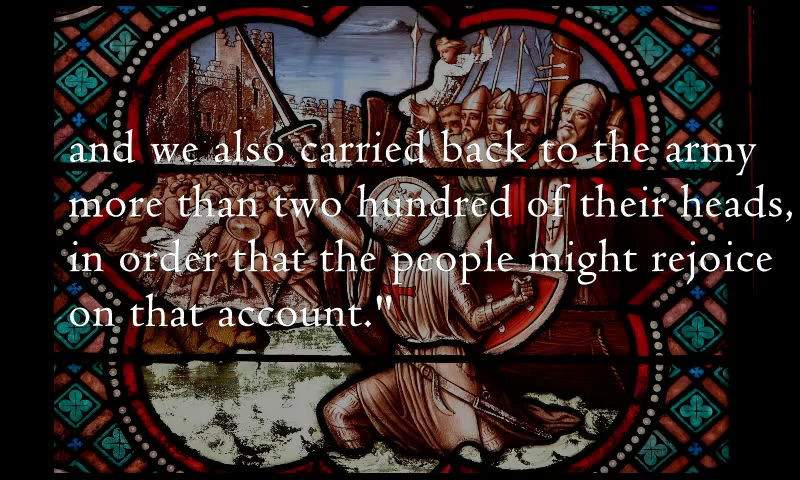 and we also carried back to the army
more than two hundred of their heads,
in order that the people might rejoice
on that account."